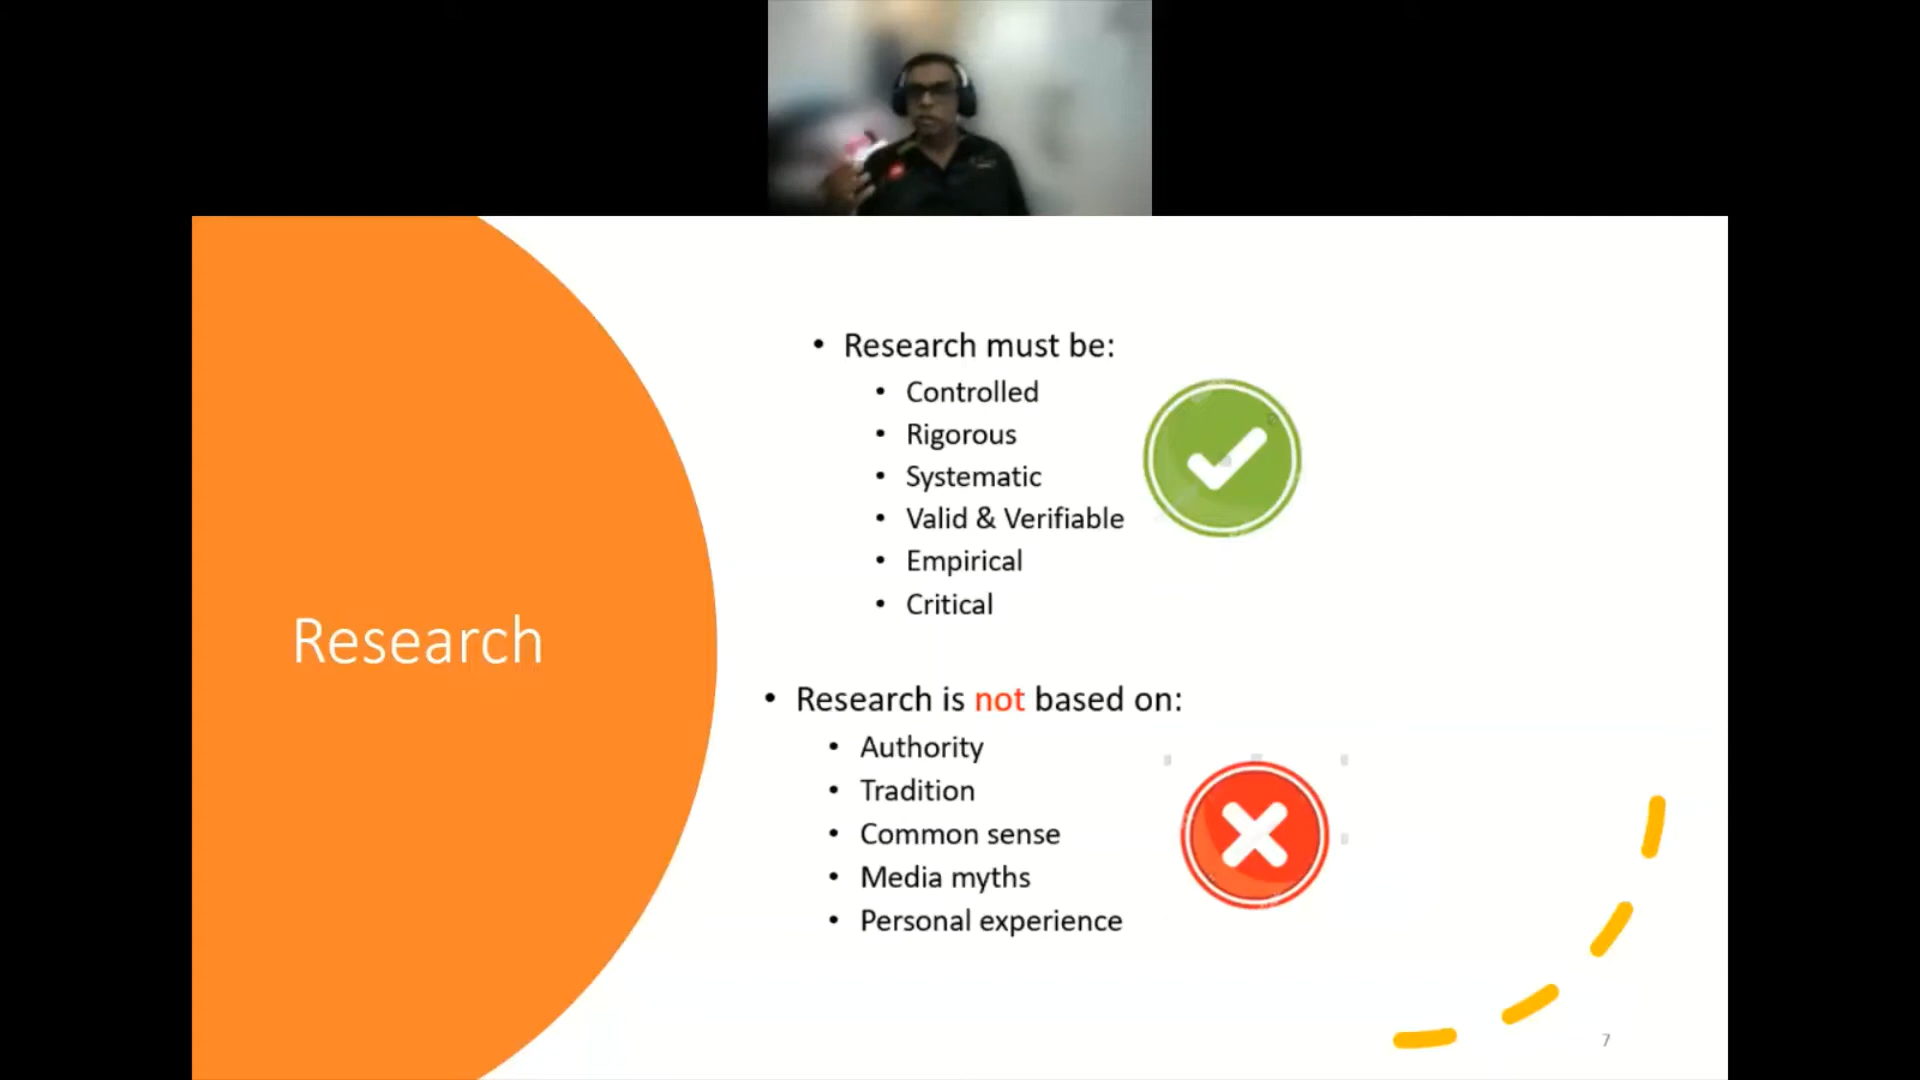 Research
• Research must be:
• Controlled
• Rigorous
• Systematic
• Valid & Verifiable
• Empirical
• Critical
• Research is not based on:
• Authority
• Tradition
• Common sense
• Media myths
• Personal experience
7